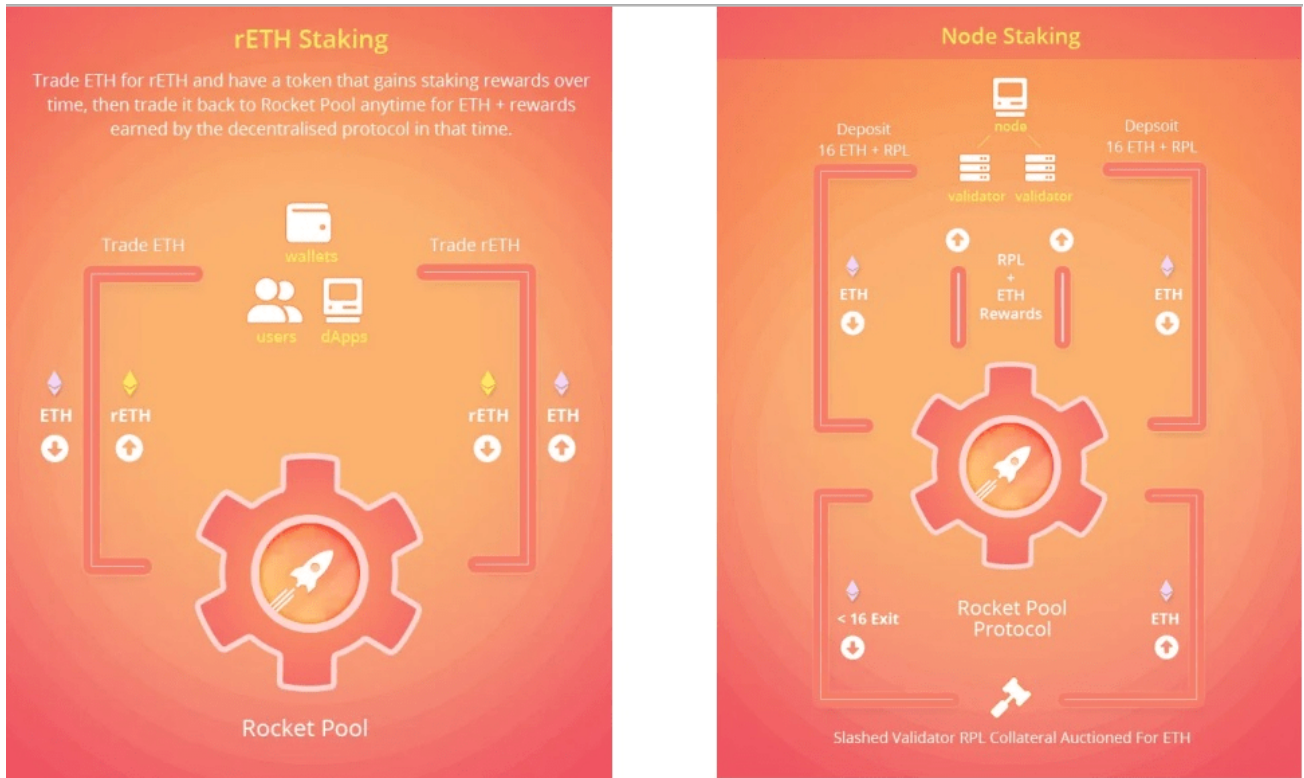 rETH Staking
Trade ETH for rETH and have a token that gains staking rewards over
time, then trade it back to Rocket Pool anytime for ETH + rewards
earned by the decentralised protocol in that time.
wallets
Trade ETH
Trade rETH
users dApps
ETH rETH
rETH ETH
Rocket Pool
Node Staking
node
Deposit
16 ETH + RPL
Depsoit
16 ETH + RPL
validator validator
RPL
+
ETH
Rewards
ETH
ETH
< 16 Exit
Rocket Pool
Protocol
ETH
Slashed Validator RPL Collateral Auctioned For ETH